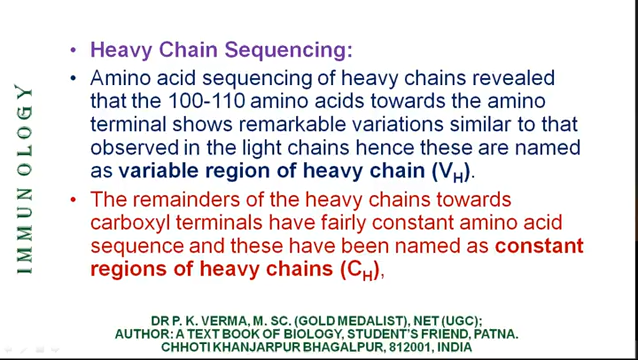 IMMUNOLOGY
• Heavy Chain Sequencing:
• Amino acid sequencing of heavy chains revealed
that the 100-110 amino acids towards the amino
terminal shows remarkable variations similar to that
observed in the light chains hence these are named
as variable region of heavy chain (VH).
• The remainders of the heavy chains towards
carboxyl terminals have fairly constant amino acid
sequence and these have been named as constant
regions of heavy chains (CH),
DR P. K. VERMA, M. SC. (GOLD MEDALIST), NET (UGC);
AUTHOR: A TEXT BOOK OF BIOLOGY, STUDENT'S FRIEND, PATNA.
CHHOTI KHANJARPUR BHAGALPUR, 812001, INDIA